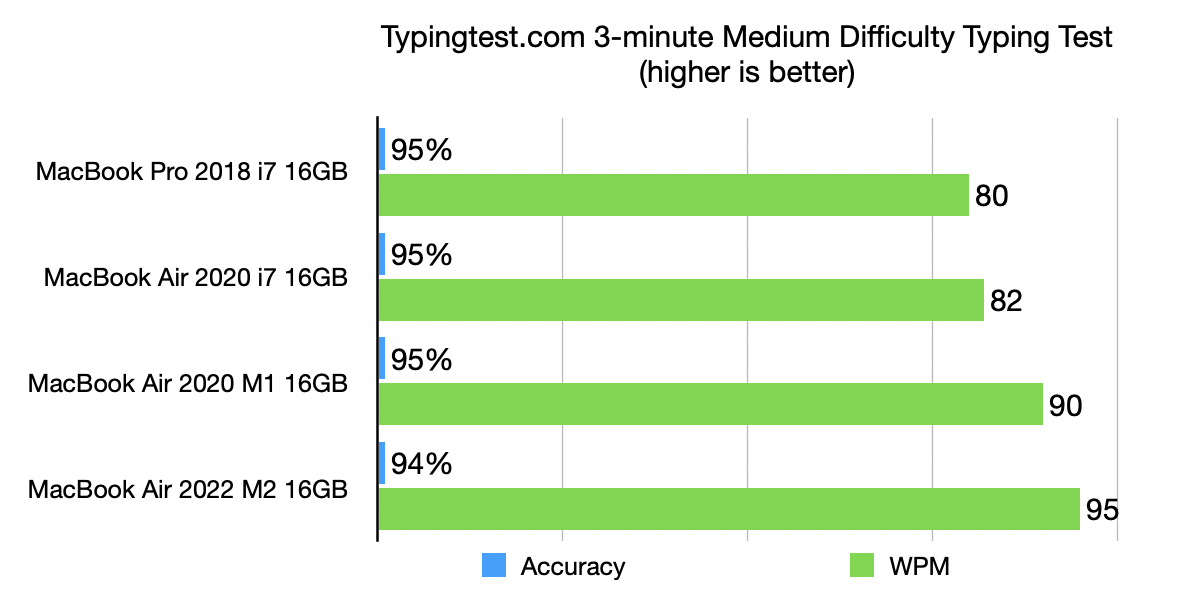 Typingtest.com 3-minute Medium Difficulty Typing Test
(higher is better)
MacBook Pro 2018 i7 16GB
95%
80
MacBook Air 2020 i7 16GB
95%
82
MacBook Air 2020 M1 16GB
95%
90
MacBook Air 2022 M2 16GB
94%
95
Accuracy
WPM